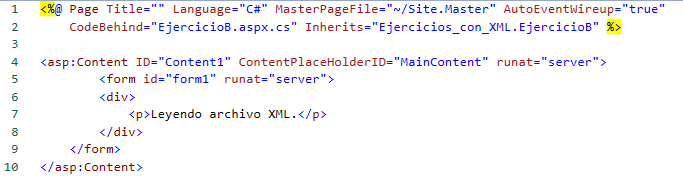 1 <%@ Page Title="" Language="C#" MasterPageFile="~/Site.Master" AutoEventWireup="true"
2 CodeBehind="EjercicioB.aspx.cs" Inherits="Ejercicios_con_XML.EjercicioB" %>
3
4 <asp:Content ID="Content1" ContentPlaceHolderID="MainContent" runat="server">
5 <form id="form1" runat="server">
6 <div>
7 <p>Leyendo archivo XML.</p>
8 </div>
9 </form>
10 </asp:Content>